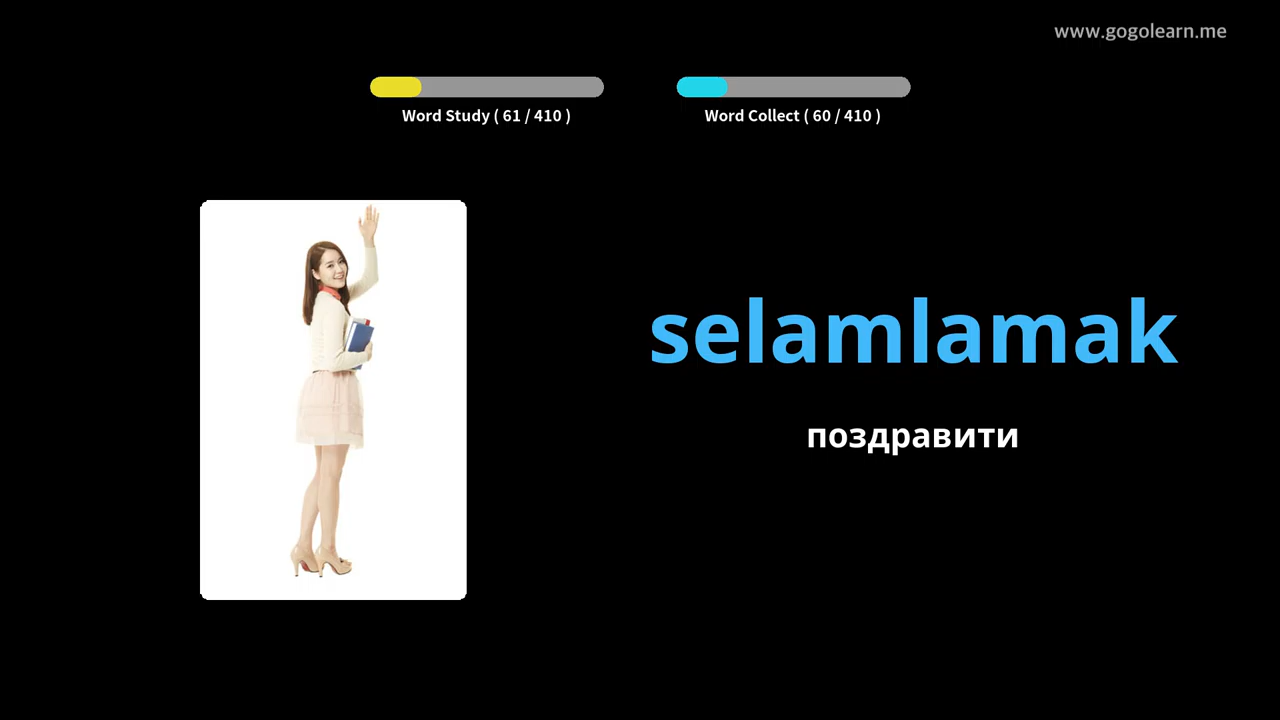 www.gogolearn.me
Word Study ( 61 / 410 )
Word Collect ( 60 / 410 )
selamlamak
поздравити